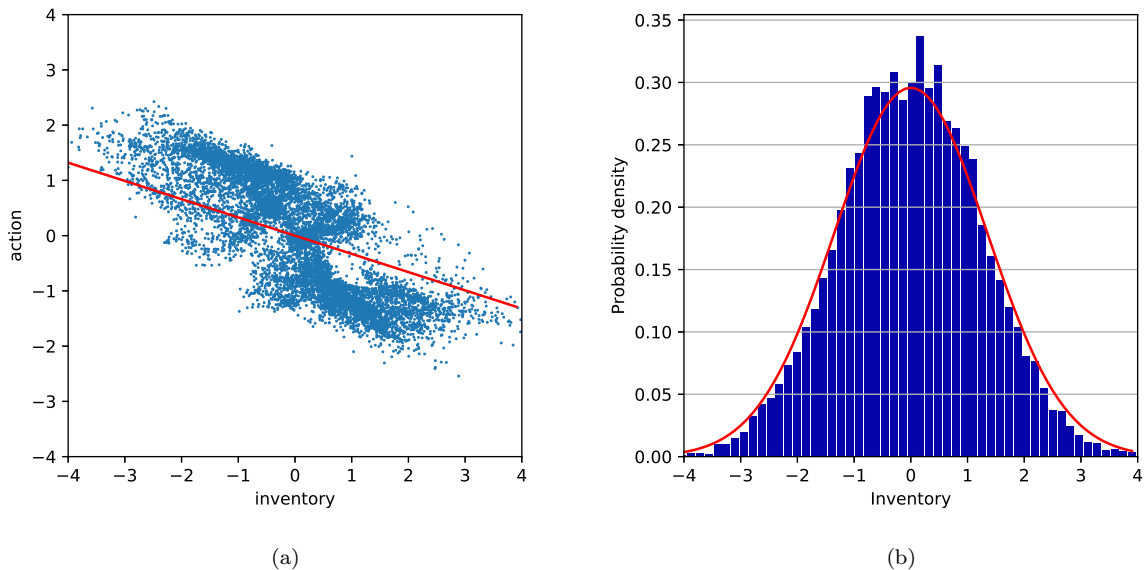 4
3
2
1
0
−1
−2
−3
−4
action
−4 −3 −2 −1 0 1 2 3 4
inventory
(a)
0.35
0.30
0.25
0.20
0.15
0.10
0.05
0.00
Probability density
−4 −3 −2 −1 0 1 2 3 4
Inventory
(b)